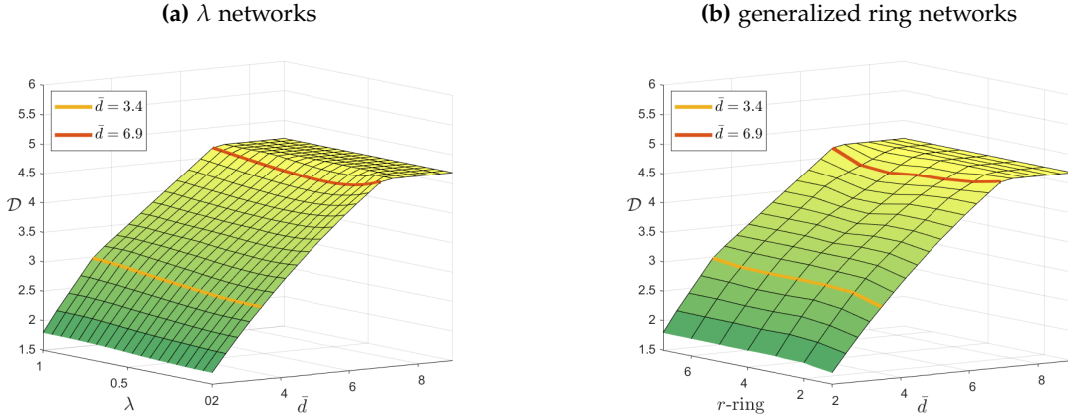 (a) λ networks
6
5.5
5
4.5
4
3.5
3
2.5
2
1.5
𝒟
d̄ = 3.4
d̄ = 6.9
1
0.5
0
λ
2
4
6
8
d̄
(b) generalized ring networks
6
5.5
5
4.5
4
3.5
3
2.5
2
1.5
𝒟
d̄ = 3.4
d̄ = 6.9
6
4
2
r-ring
2
4
6
8
d̄